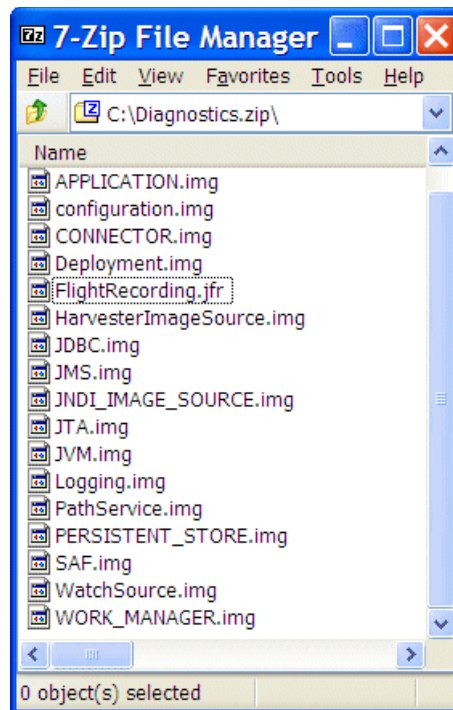 7z 7-Zip File Manager
File Edit View Favorites Tools Help
C:\Diagnostics.zip\
Name
APPLICATION.img
configuration.img
CONNECTOR.img
Deployment.img
FlightRecording.jfr
HarvesterImageSource.img
JDBC.img
JMS.img
JNDI_IMAGE_SOURCE.img
JTA.img
JVM.img
Logging.img
PathService.img
PERSISTENT_STORE.img
SAF.img
WatchSource.img
WORK_MANAGER.img
0 object(s) selected